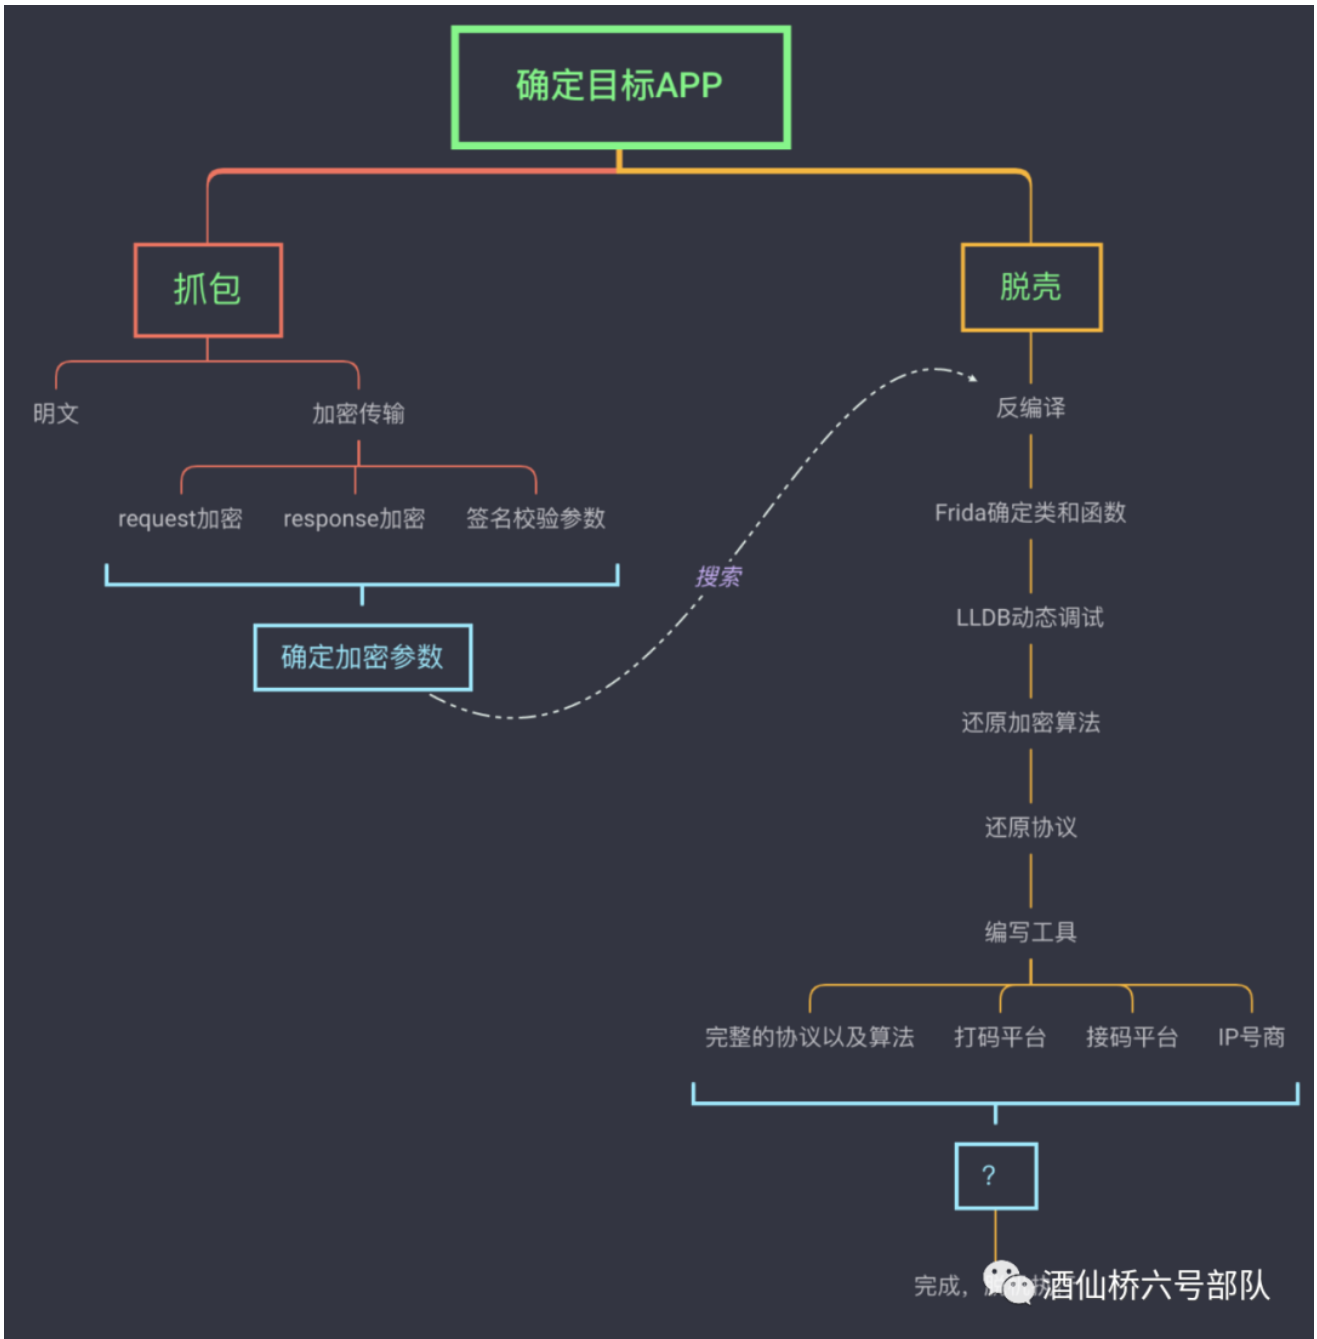 确定目标APP
抓包
脱壳
明文
加密传输
反编译
request加密
response加密
签名校验参数
Frida确定类和函数
搜索
LLDB动态调试
确定加密参数
还原加密算法
还原协议
编写工具
完整的协议以及算法
打码平台
接码平台
IP号商
?
完成，
酒仙桥六号部队